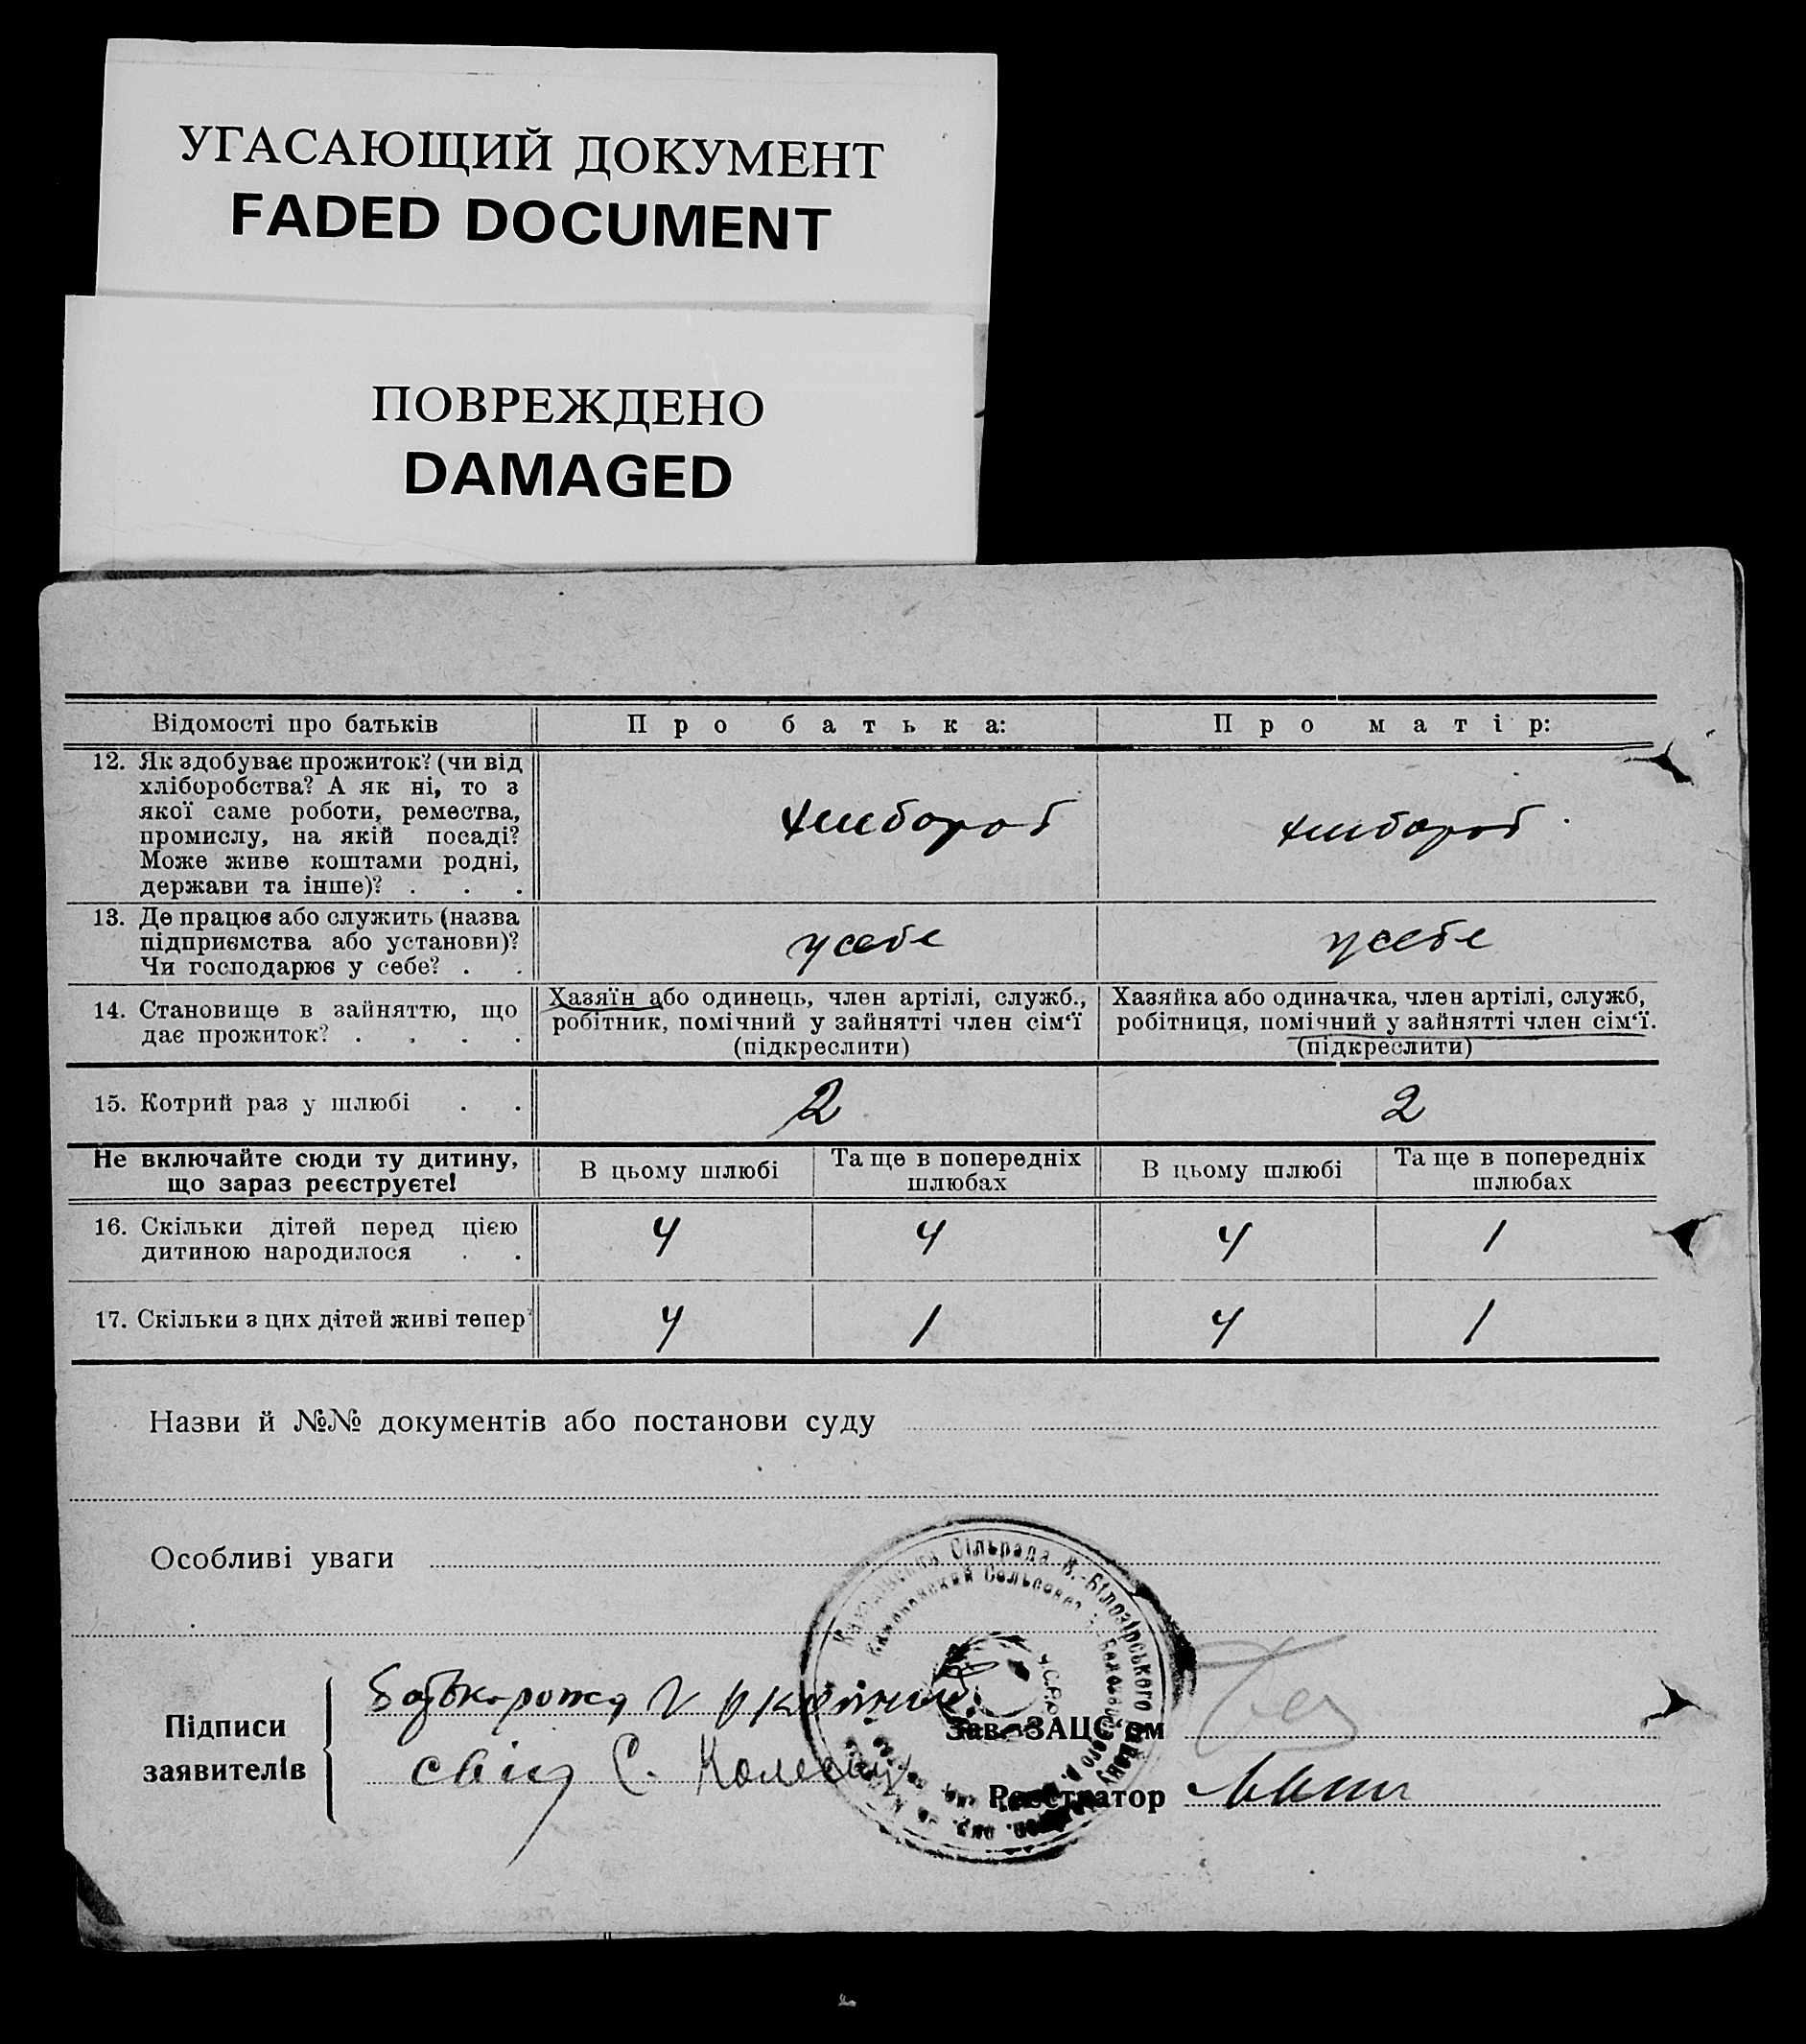 УГАСАЮЩИЙ ДОКУМЕНТ
FADED DOCUMENT
ПОВРЕЖДЕНО
DAMAGED
Відомості про батьків
Про батька:
Про матір:
12. Як здобуває прожиток? (чи від
хліборобства? А як ні, то з
якої саме роботи, ремества,
промислу, на якій посаді?
Може живе коштами родні,
держави та інше)? . . .
хлибороб
хлибороб
13. Де працює або служить (назва
підприємства або установи)?
Чи господарює у себе? . .
у себе
у себе
14. Становище в зайняттю, що
дає прожиток? . . . .
Хазяїн або одинець, член артілі, служб.,
робітник, помічний у зайнятті член сім‘ї
(підкреслити)
Хазяйка або одиначка, член артілі, служб,
робітниця, помічний у зайнятті член сім‘ї.
(підкреслити)
15. Котрий раз у шлюбі . .
2
2
Не включайте сюди ту дитину,
що зараз реєструєте!
В цьому шлюбі
Та ще в попередніх
шлюбах
В цьому шлюбі
Та ще в попередніх
шлюбах
16. Скільки дітей перед цією
дитиною народилося . .
4
4
4
1
17. Скільки з цих дітей живі тепер
4
1
4
1
Назви й №№ документів або постанови суду
Особливі уваги
Сільрада В.-Білозірського
Сельсовет
У.С.Р.Р.
Підписи
заявителів
свід С.
Зав. ЗАЦС‘ом
Реєстратор